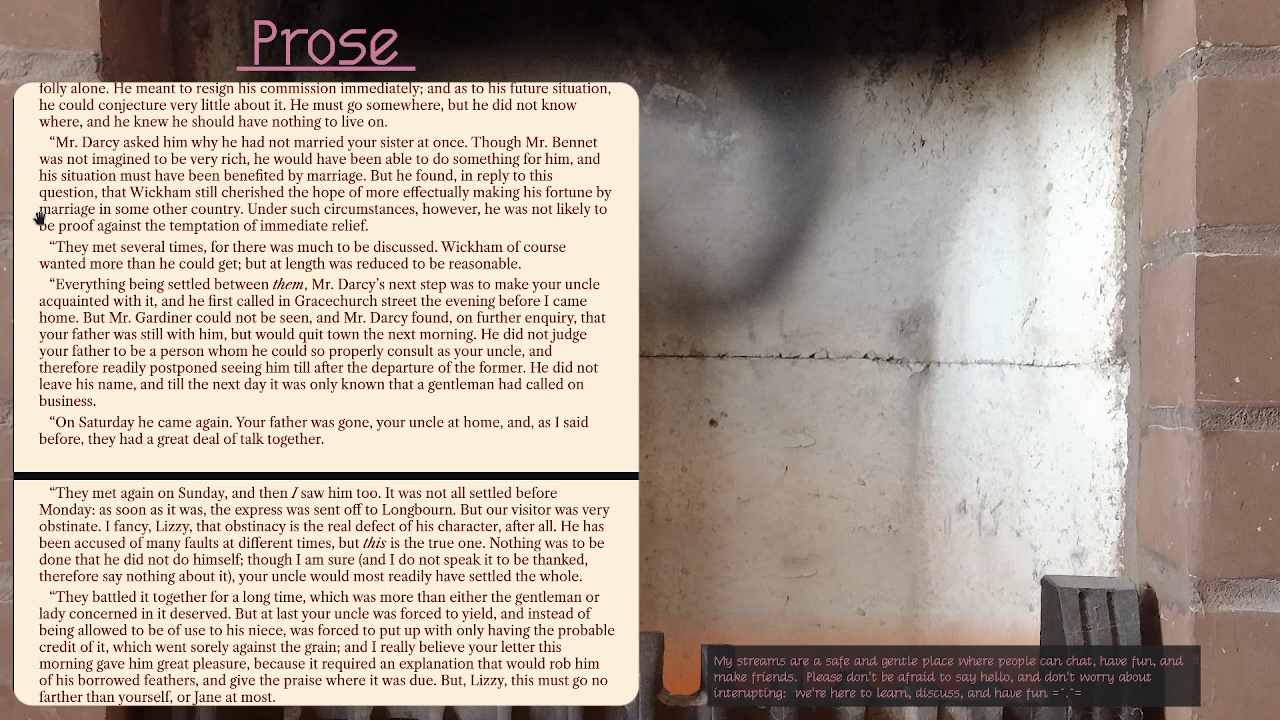 Prose
folly alone. He meant to resign his commission immediately; and as to his future situation,
he could conjecture very little about it. He must go somewhere, but he did not know
where, and he knew he should have nothing to live on.
“Mr. Darcy asked him why he had not married your sister at once. Though Mr. Bennet
was not imagined to be very rich, he would have been able to do something for him, and
his situation must have been benefited by marriage. But he found, in reply to this
question, that Wickham still cherished the hope of more effectually making his fortune by
marriage in some other country. Under such circumstances, however, he was not likely to
be proof against the temptation of immediate relief.
“They met several times, for there was much to be discussed. Wickham of course
wanted more than he could get; but at length was reduced to be reasonable.
“Everything being settled between them, Mr. Darcy’s next step was to make your uncle
acquainted with it, and he first called in Gracechurch street the evening before I came
home. But Mr. Gardiner could not be seen, and Mr. Darcy found, on further enquiry, that
your father was still with him, but would quit town the next morning. He did not judge
your father to be a person whom he could so properly consult as your uncle, and
therefore readily postponed seeing him till after the departure of the former. He did not
leave his name, and till the next day it was only known that a gentleman had called on
business.
“On Saturday he came again. Your father was gone, your uncle at home, and, as I said
before, they had a great deal of talk together.
“They met again on Sunday, and then I saw him too. It was not all settled before
Monday: as soon as it was, the express was sent off to Longbourn. But our visitor was very
obstinate. I fancy, Lizzy, that obstinacy is the real defect of his character, after all. He has
been accused of many faults at different times, but this is the true one. Nothing was to be
done that he did not do himself; though I am sure (and I do not speak it to be thanked,
therefore say nothing about it), your uncle would most readily have settled the whole.
“They battled it together for a long time, which was more than either the gentleman or
lady concerned in it deserved. But at last your uncle was forced to yield, and instead of
being allowed to be of use to his niece, was forced to put up with only having the probable
credit of it, which went sorely against the grain; and I really believe your letter this
morning gave him great pleasure, because it required an explanation that would rob him
of his borrowed feathers, and give the praise where it was due. But, Lizzy, this must go no
farther than yourself, or Jane at most.
My streams are a safe and gentle place where people can chat, have fun, and
make friends. Please don't be afraid to say hello, and don't worry about
interupting: we're here to learn, discuss, and have fun =^.^=